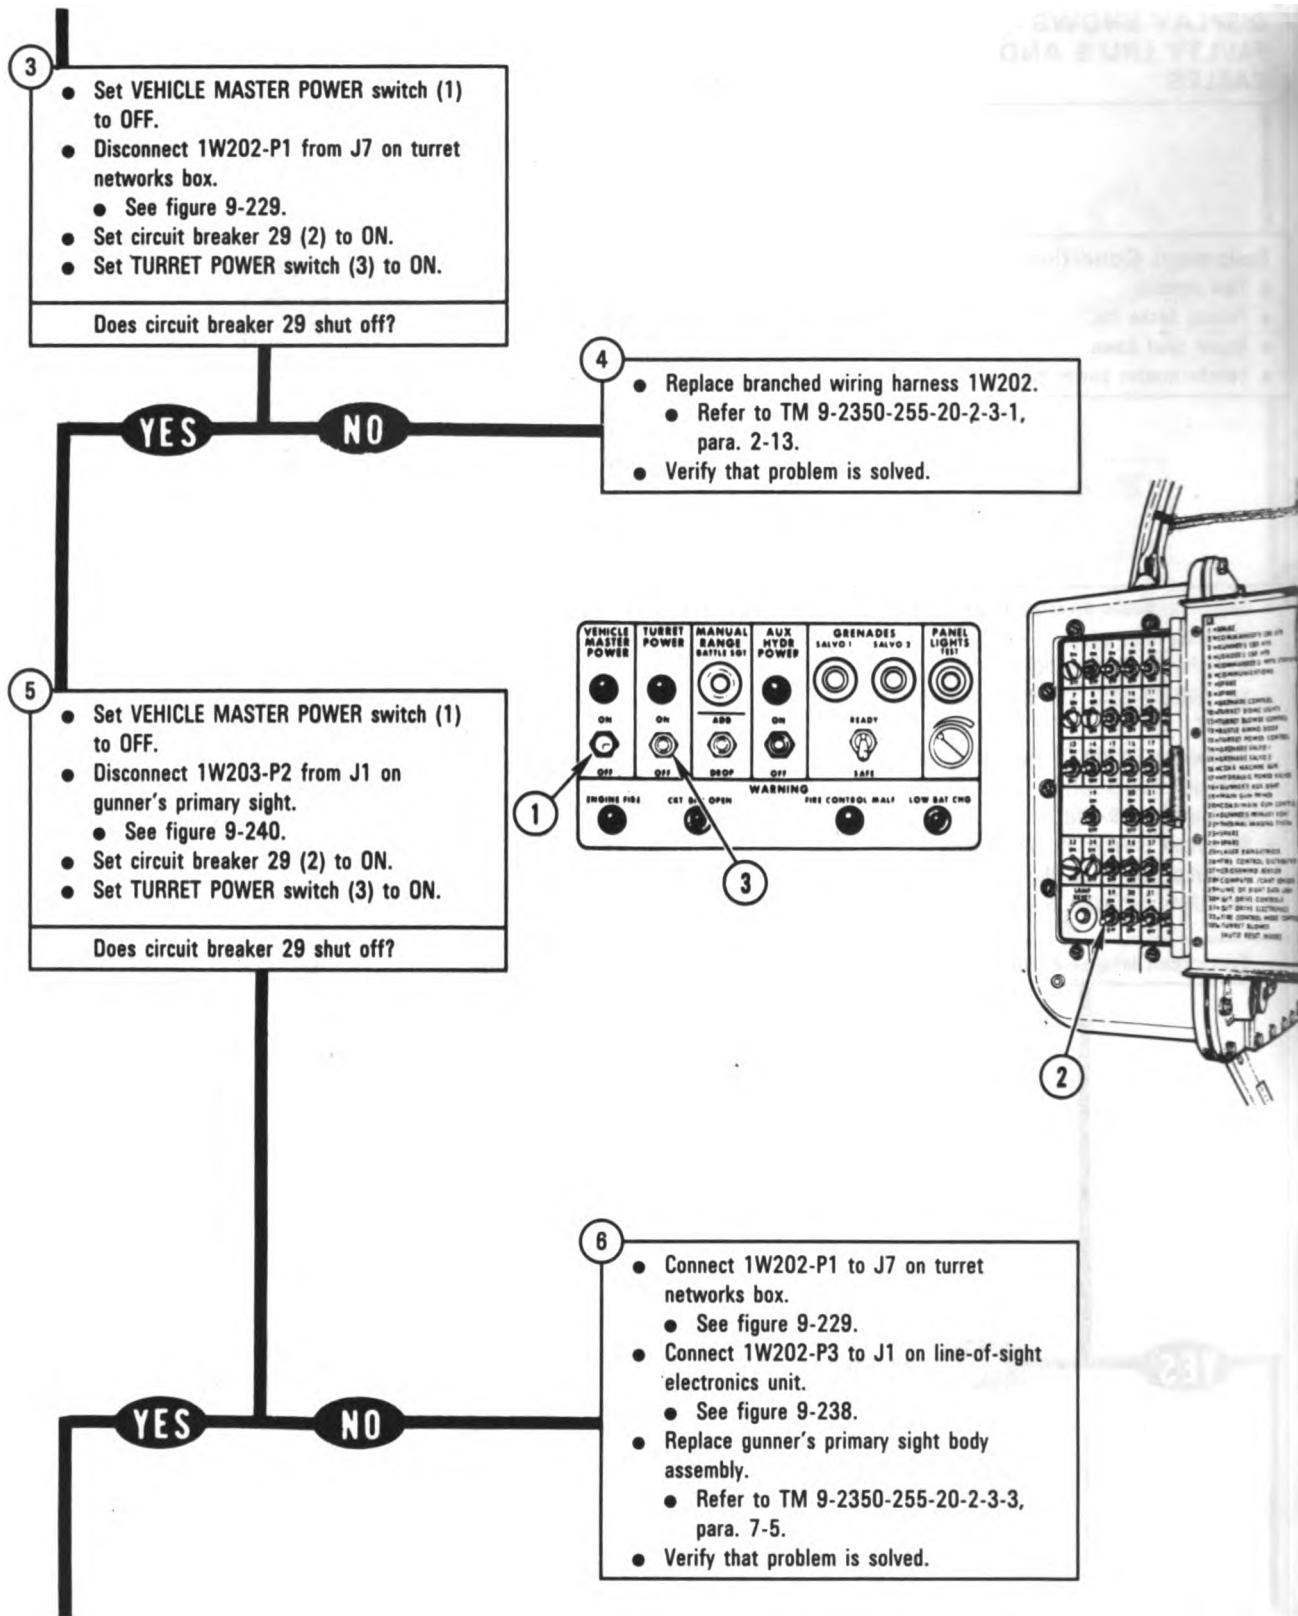 3
● Set VEHICLE MASTER POWER switch (1)
to OFF.
● Disconnect 1W202-P1 from J7 on turret
networks box.
● See figure 9-229.
● Set circuit breaker 29 (2) to ON.
● Set TURRET POWER switch (3) to ON.
Does circuit breaker 29 shut off?
YES
NO
4
● Replace branched wiring harness 1W202.
● Refer to TM 9-2350-255-20-2-3-1,
para. 2-13.
● Verify that problem is solved.
5
● Set VEHICLE MASTER POWER switch (1)
to OFF.
● Disconnect 1W203-P2 from J1 on
gunner's primary sight.
● See figure 9-240.
● Set circuit breaker 29 (2) to ON.
● Set TURRET POWER switch (3) to ON.
Does circuit breaker 29 shut off?
VEHICLE MASTER POWER
ON
OFF
TURRET POWER
ON
OFF
MANUAL RANGE
BATTLE SGT
ADD
DROP
AUX HYDR POWER
ON
OFF
GRENADES
SALVO 1 SALVO 2
READY
SAFE
PANEL LIGHTS
TEST
WARNING
ENGINE FIRE
OPEN
FIRE CONTROL MALF
LOW BAT CHG
1
3
2
YES
NO
6
● Connect 1W202-P1 to J7 on turret
networks box.
● See figure 9-229.
● Connect 1W202-P3 to J1 on line-of-sight
electronics unit.
● See figure 9-238.
● Replace gunner's primary sight body
assembly.
● Refer to TM 9-2350-255-20-2-3-3,
para. 7-5.
● Verify that problem is solved.